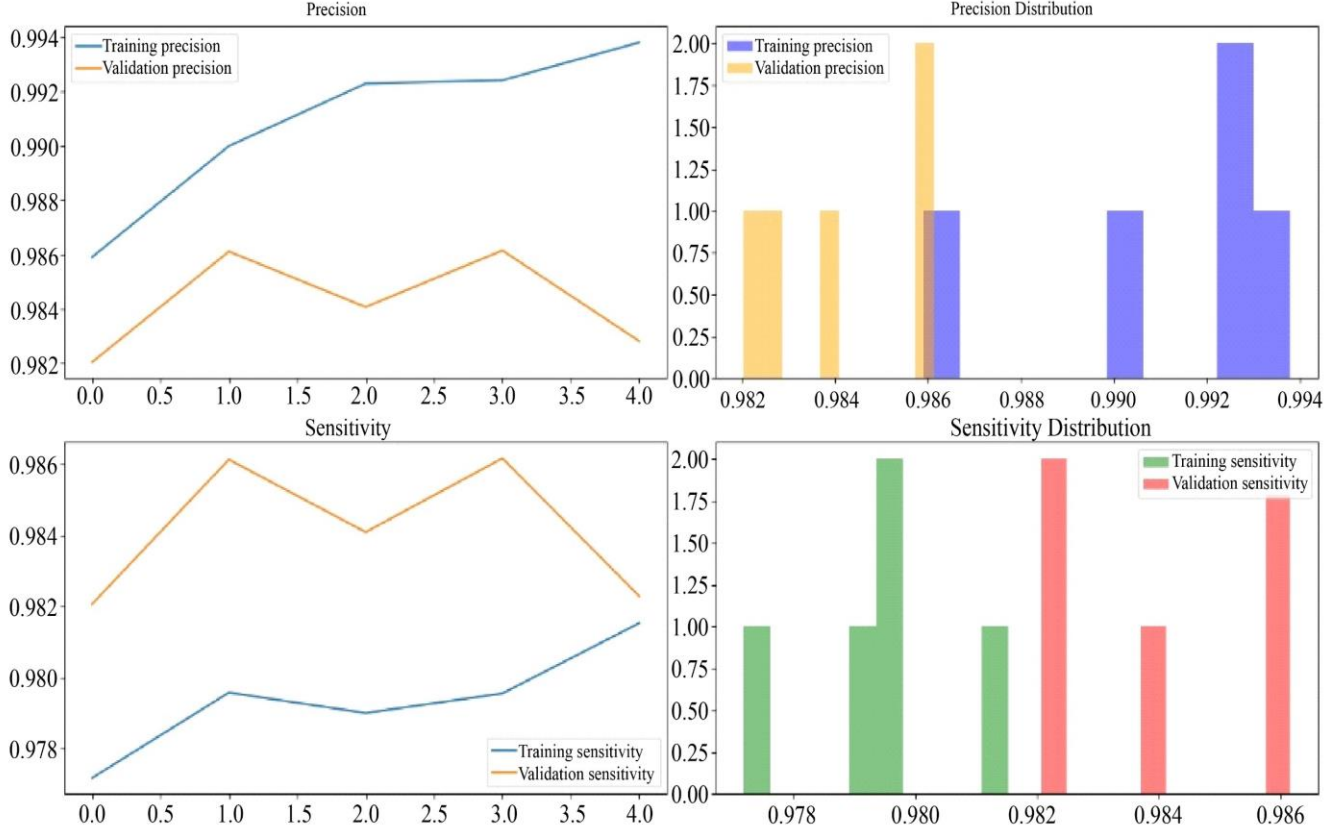 Precision
0.994
0.992
0.990
0.988
0.986
0.984
0.982
Training precision
Validation precision
0.0 0.5 1.0 1.5 2.0 2.5 3.0 3.5 4.0
Precision Distribution
2.00
1.75
1.50
1.25
1.00
0.75
0.50
0.25
0.00
Training precision
Validation precision
0.982 0.984 0.986 0.988 0.990 0.992 0.994
Sensitivity
0.986
0.984
0.982
0.980
0.978
Training sensitivity
Validation sensitivity
0.0 0.5 1.0 1.5 2.0 2.5 3.0 3.5 4.0
Sensitivity Distribution
2.00
1.75
1.50
1.25
1.00
0.75
0.50
0.25
0.00
Training sensitivity
Validation sensitivity
0.978 0.980 0.982 0.984 0.986